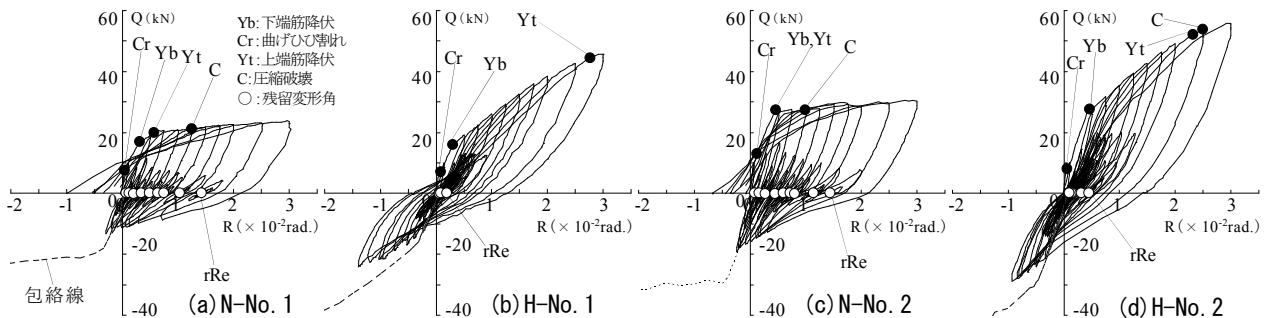 Q (kN)
60
40
20
0
-20
-40
-2
-1
1
2
3
R (× 10-2rad.)
Yb: 下端筋降伏
Cr: 曲げひび割れ
Yt: 上端筋降伏
C: 圧縮破壊
○: 残留変形角
Cr
Yb
Yt
C
rRe
包絡線
(a) N-No. 1
Q (kN)
60
40
20
0
-20
-40
-2
-1
1
2
3
R (× 10-2rad.)
Cr
Yb
Yt
rRe
(b) H-No. 1
Q (kN)
60
40
20
0
-20
-40
-2
-1
1
2
3
R (× 10-2rad.)
Cr
Yb,Yt
C
rRe
(c) N-No. 2
Q (kN)
60
40
20
0
-20
-40
-2
-1
1
2
3
R (× 10-2rad.)
Cr
Yb
Yt
C
rRe
(d) H-No. 2